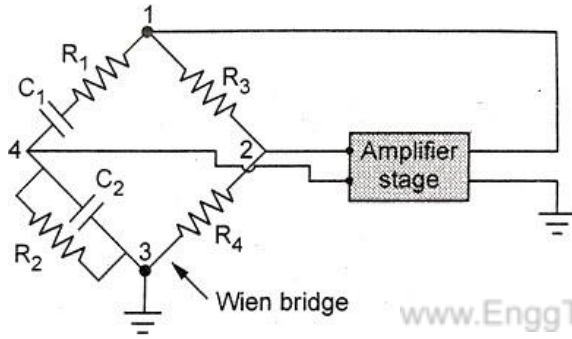 1
R1
R3
C1
4
2
Amplifier
stage
C2
R2
R4
3
Wien bridge
www.EnggT